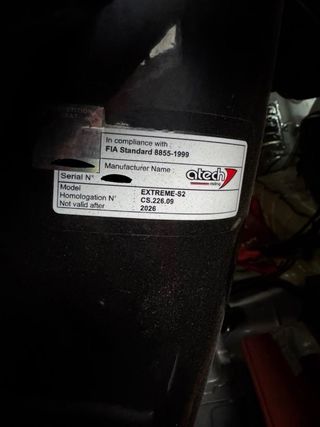 In compliance with :
FIA Standard 8855-1999
Manufacturer Name :
atech
racing
Serial N°
Model EXTREME-S2
Homologation N° CS.226.09
Not valid after 2026